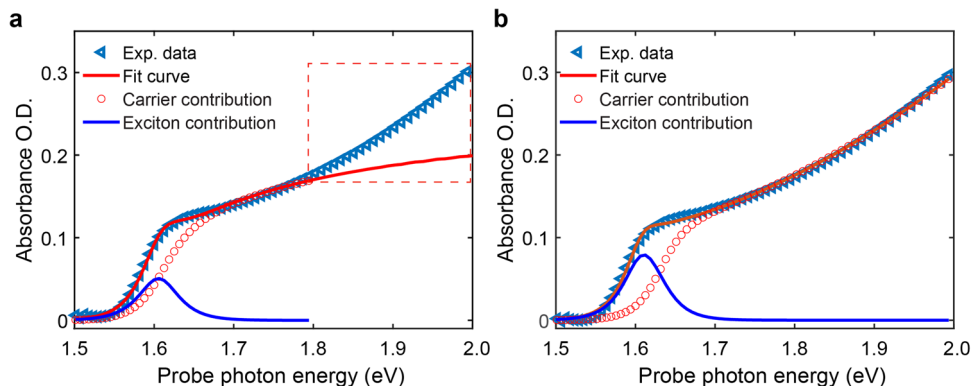 a
Exp. data
Fit curve
Carrier contribution
Exciton contribution
Absorbance O.D.
0.3
0.2
0.1
0
1.5 1.6 1.7 1.8 1.9 2.0
Probe photon energy (eV)
b
Exp. data
Fit curve
Carrier contribution
Exciton contribution
Absorbance O.D.
0.3
0.2
0.1
0
1.5 1.6 1.7 1.8 1.9 2.0
Probe photon energy (eV)